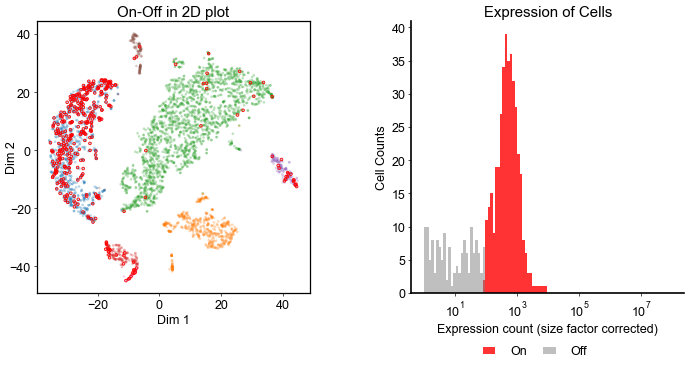 On-Off in 2D plot
40
20
0
−20
−40
Dim 2
−20
0
20
40
Dim 1
Expression of Cells
40
35
30
25
20
15
10
5
0
Cell Counts
10^1
10^3
10^5
10^7
Expression count (size factor corrected)
On
Off